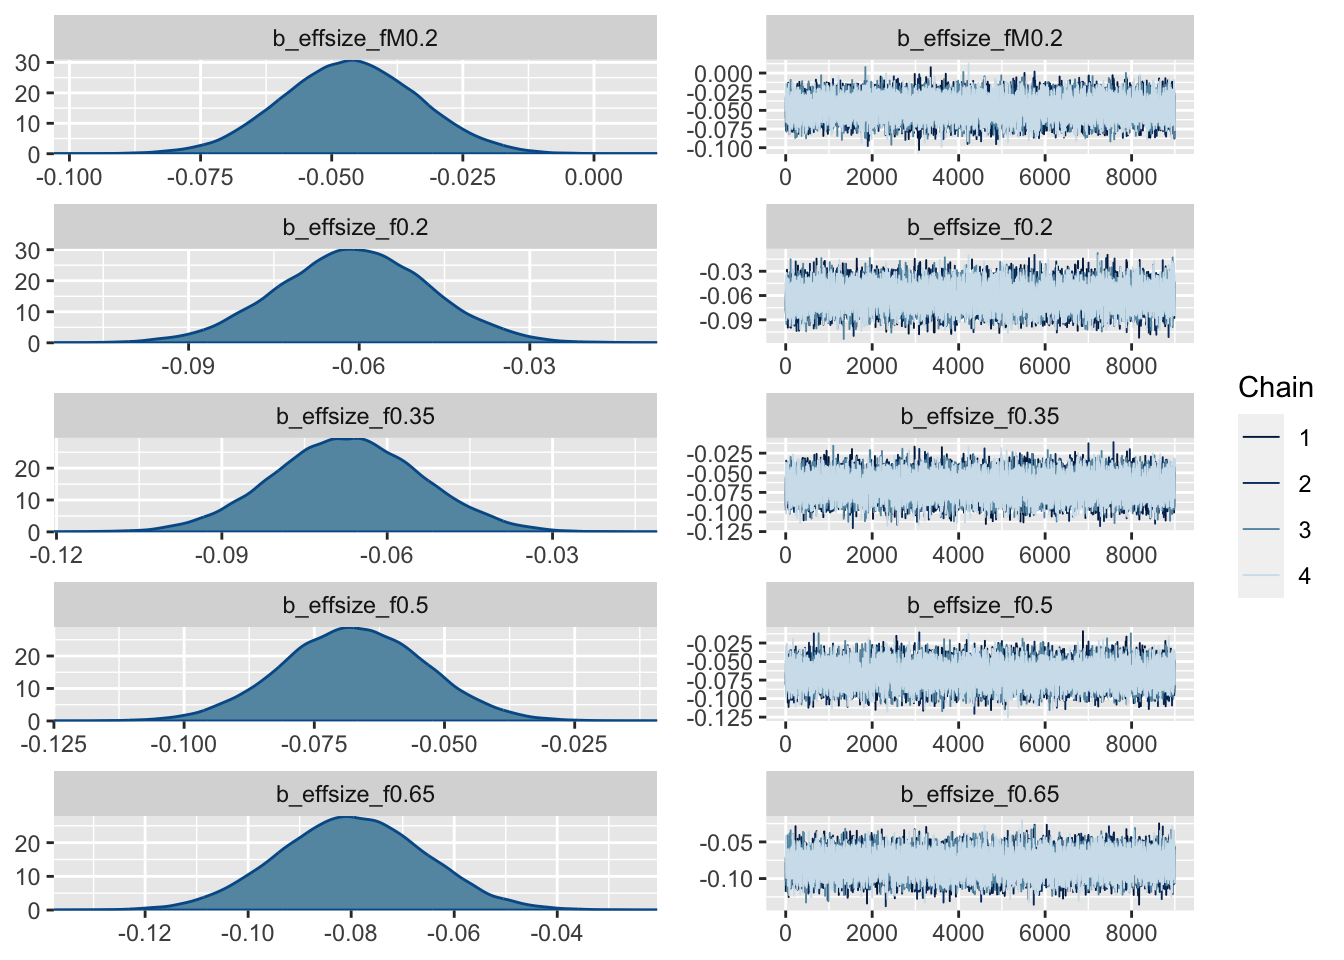 b_effsize_fM0.2
30
20
10
0
-0.100 -0.075 -0.050 -0.025 0.000
b_effsize_fM0.2
0.000
-0.025
-0.050
-0.075
-0.100
0 2000 4000 6000 8000
b_effsize_f0.2
30
20
10
0
-0.09 -0.06 -0.03
b_effsize_f0.2
-0.03
-0.06
-0.09
0 2000 4000 6000 8000
b_effsize_f0.35
20
10
0
-0.12 -0.09 -0.06 -0.03
b_effsize_f0.35
-0.025
-0.050
-0.075
-0.100
-0.125
0 2000 4000 6000 8000
b_effsize_f0.5
20
10
0
-0.125 -0.100 -0.075 -0.050 -0.025
b_effsize_f0.5
-0.025
-0.050
-0.075
-0.100
-0.125
0 2000 4000 6000 8000
b_effsize_f0.65
20
10
0
-0.12 -0.10 -0.08 -0.06 -0.04
b_effsize_f0.65
-0.05
-0.10
0 2000 4000 6000 8000
Chain
1
2
3
4